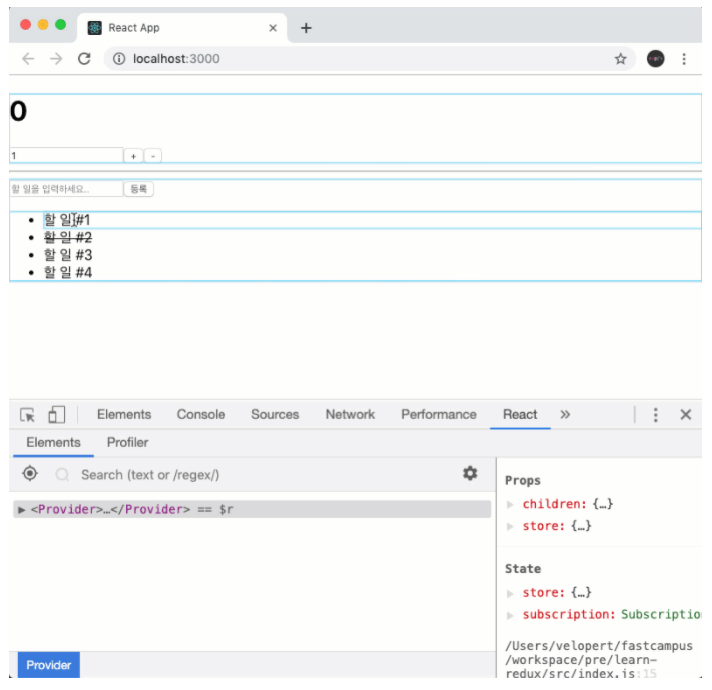 React App
localhost:3000
0
1 + -
할 일을 입력하세요... 등록
• 할 일 #1
• 할 일 #2
• 할 일 #3
• 할 일 #4
Elements Console Sources Network Performance React »
Elements Profiler
Search (text or /regex/)
▶ <Provider>…</Provider> == $r
Props
▶ children: {…}
▶ store: {…}
State
▶ store: {…}
▶ subscription: Subscriptio
/Users/velopert/fastcampus
/workspace/pre/learn-
redux/src/index.js:15
Provider